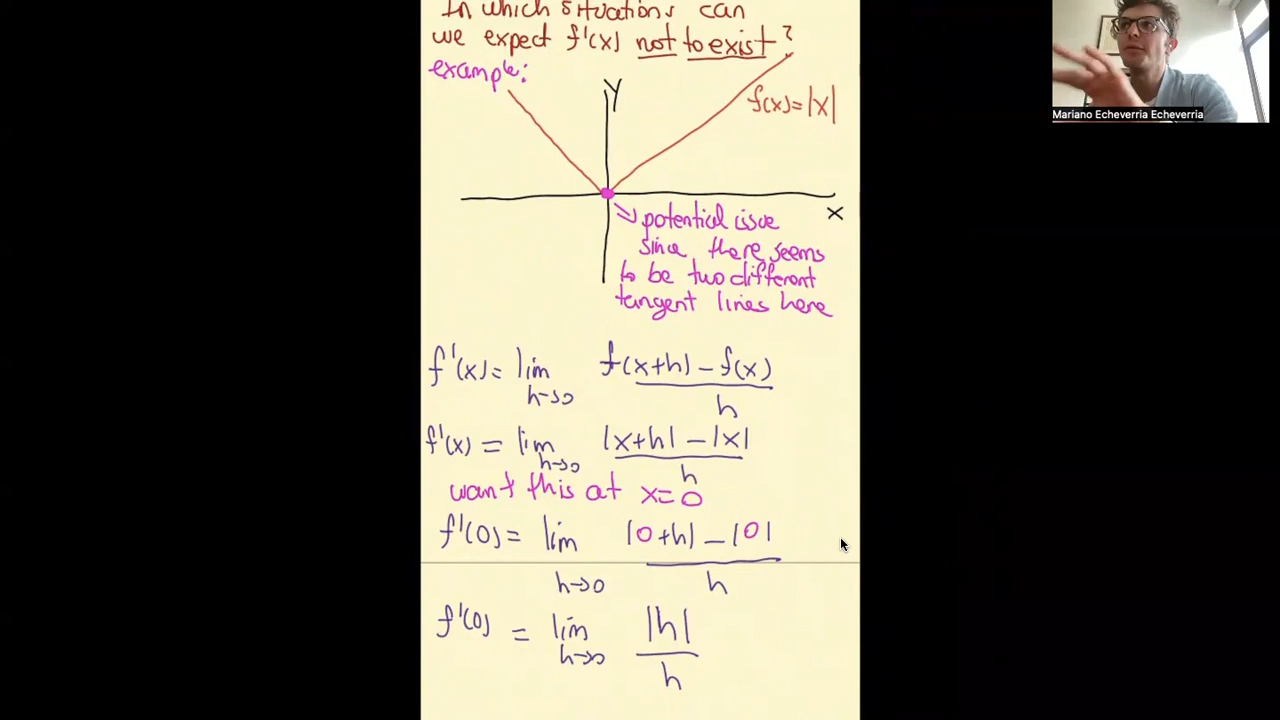 In which situations can
we expect f'(x) not to exist?
example:
Y
f(x)=|x|
x
potential issue
since there seems
to be two different
tangent lines here
f'(x)= lim h→0 f(x+h) - f(x) / h
f'(x) = lim h→0 |x+h| - |x| / h
want this at x=0
f'(0) = lim h→0 |0+h| - |0| / h
f'(0) = lim h→0 |h| / h
Mariano Echeverria Echeverria